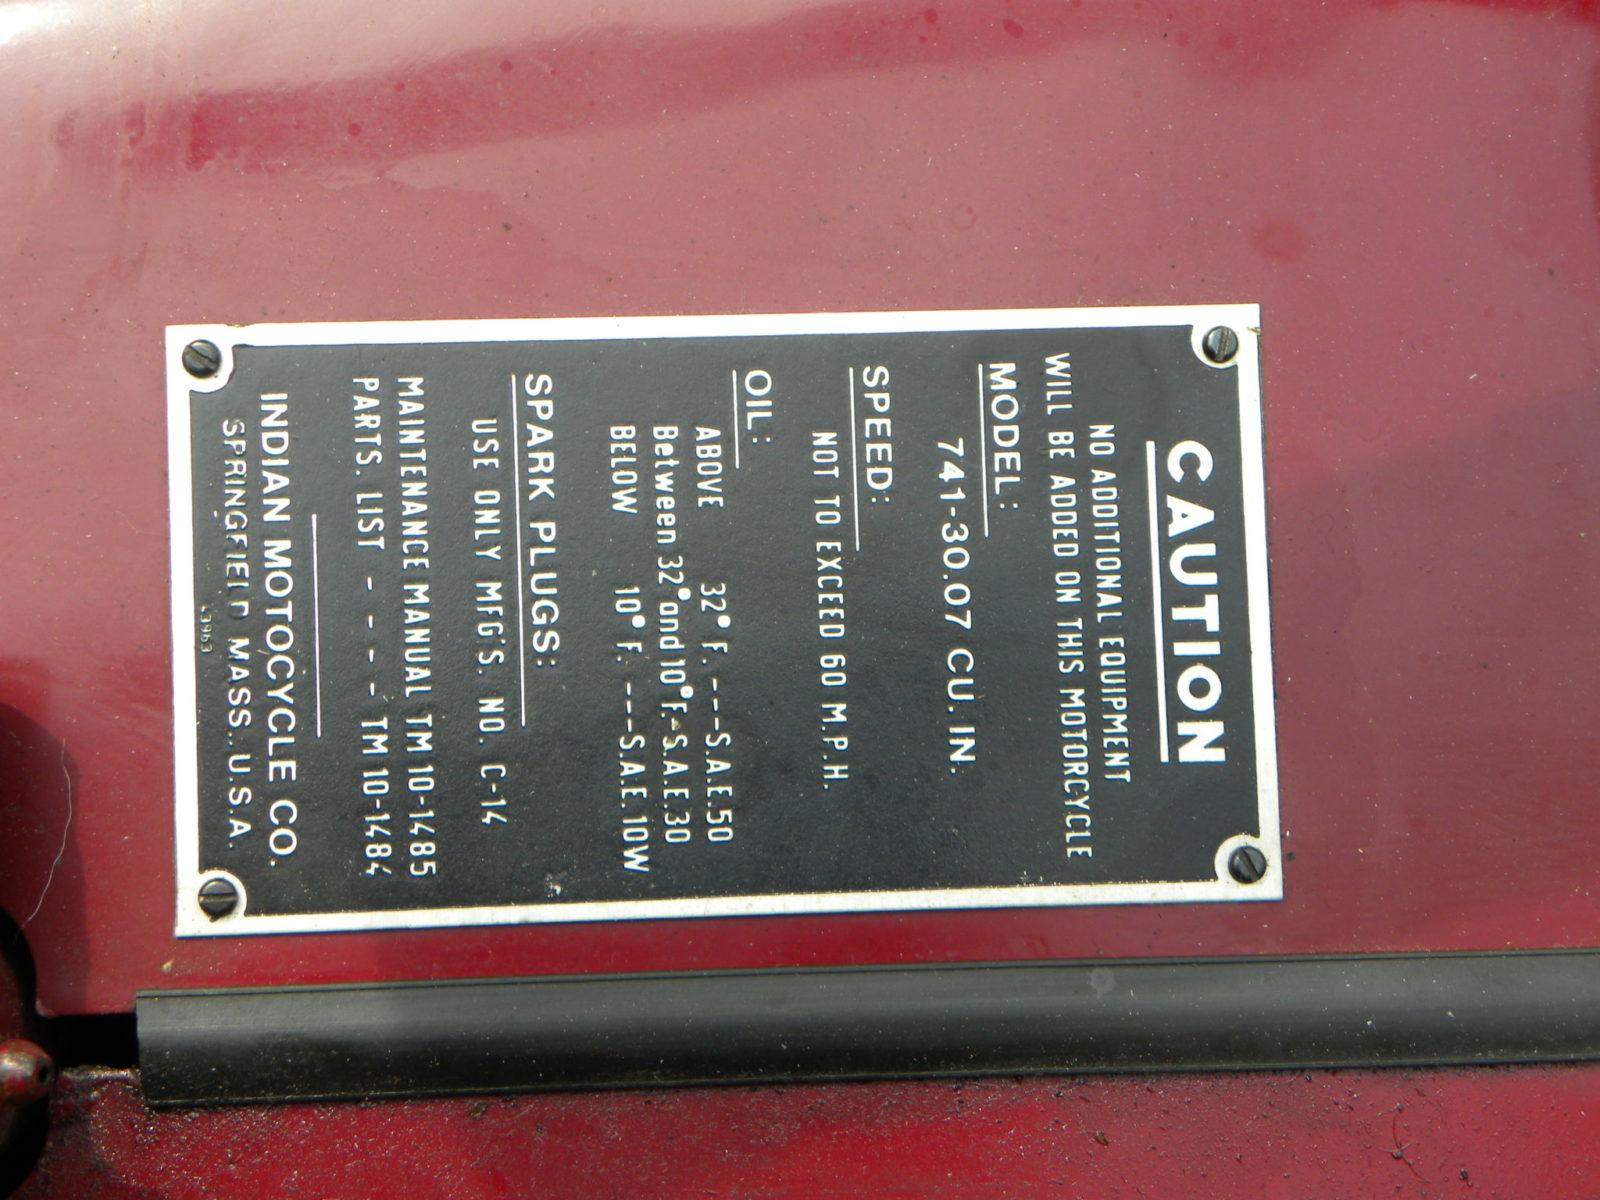 CAUTION
NO ADDITIONAL EQUIPMENT
WILL BE ADDED ON THIS MOTORCYCLE
MODEL:
741-30.07 CU. IN.
SPEED:
NOT TO EXCEED 60 M.P.H.
OIL:
ABOVE 32° F. ---S.A.E.50
Between 32° and 10° F.-S.A.E.30
BELOW 10° F. ---S.A.E. 10W
SPARK PLUGS:
USE ONLY MFG'S. NO. C-14
MAINTENANCE MANUAL TM 10-1485
PARTS. LIST - - - - TM 10-1484
INDIAN MOTOCYCLE CO.
SPRINGFIELD MASS., U.S.A.